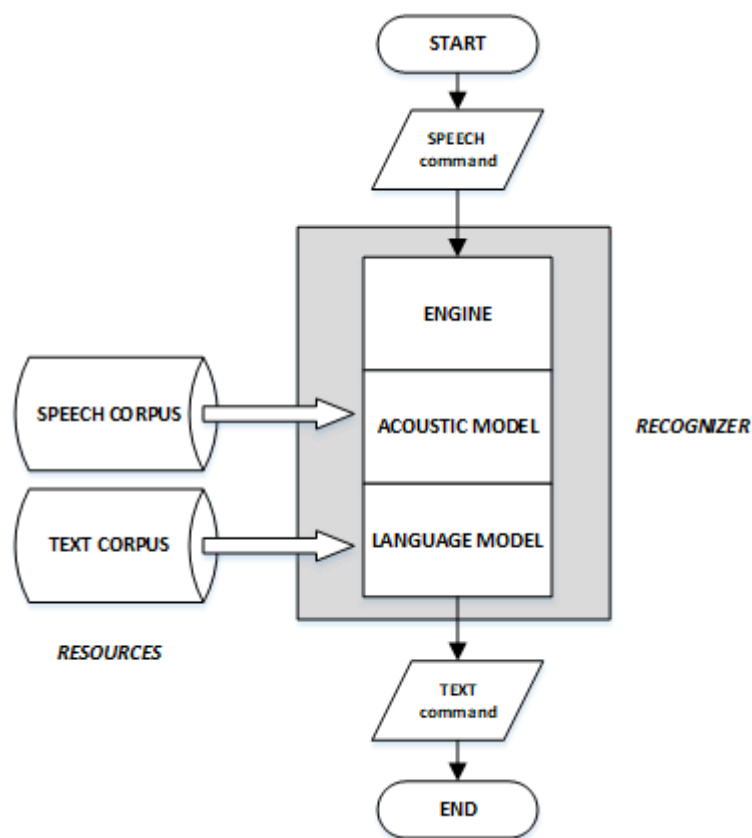 START
SPEECH
command
ENGINE
SPEECH CORPUS
ACOUSTIC MODEL
RECOGNIZER
TEXT CORPUS
LANGUAGE MODEL
RESOURCES
TEXT
command
END